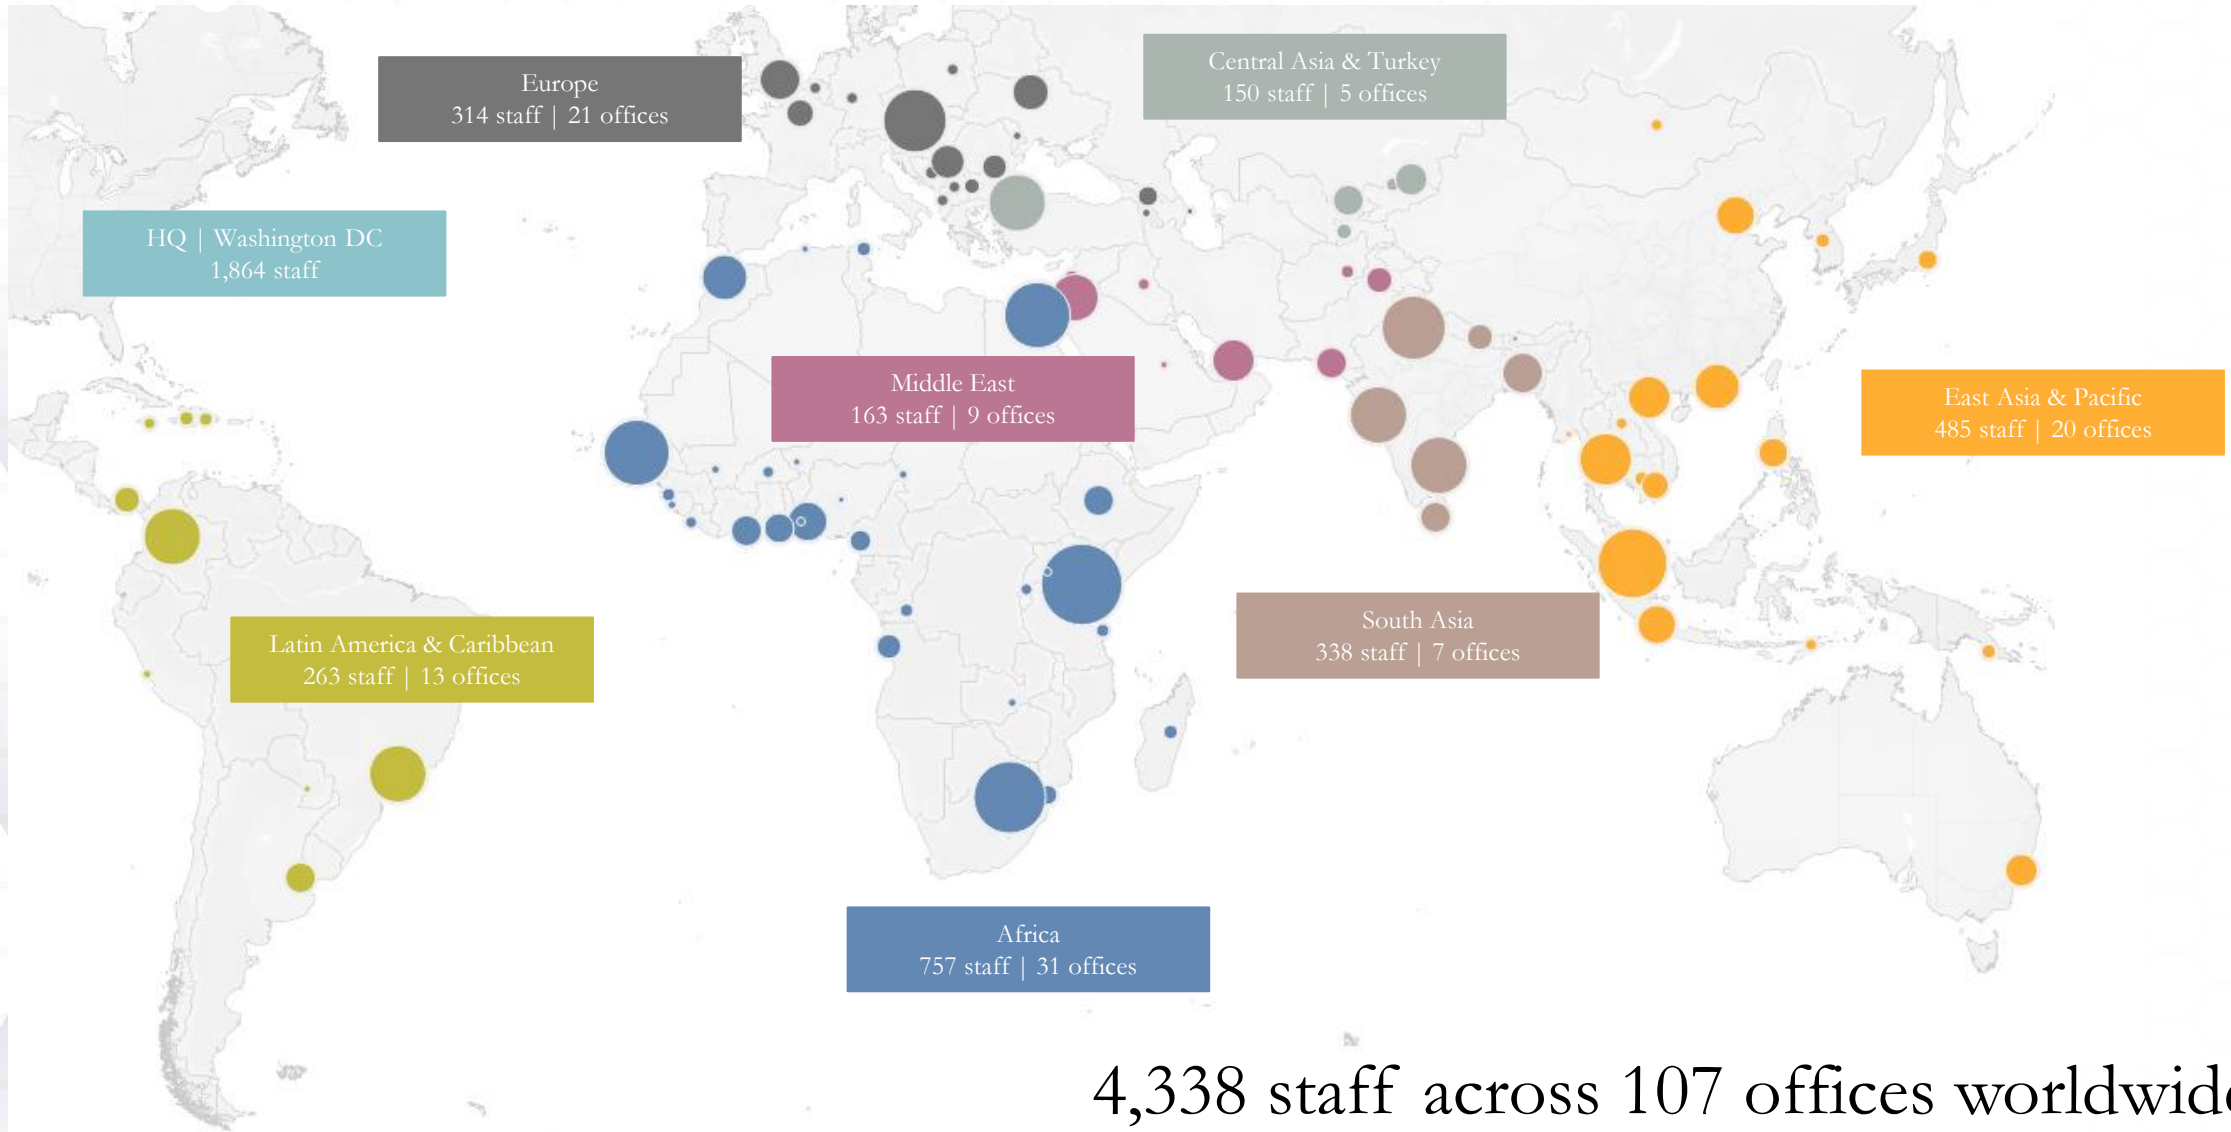 Central Asia & Turkey
150 staff | 5 offices
Europe
314 staff | 21 offices
HQ | Washington DC
1,864 staff
Middle East
163 staff | 9 offices
East Asia & Pacific
485 staff | 20 offices
South Asia
338 staff | 7 offices
Latin America & Caribbean
263 staff | 13 offices
Africa
757 staff | 31 offices
4,338 staff across 107 offices worldwide